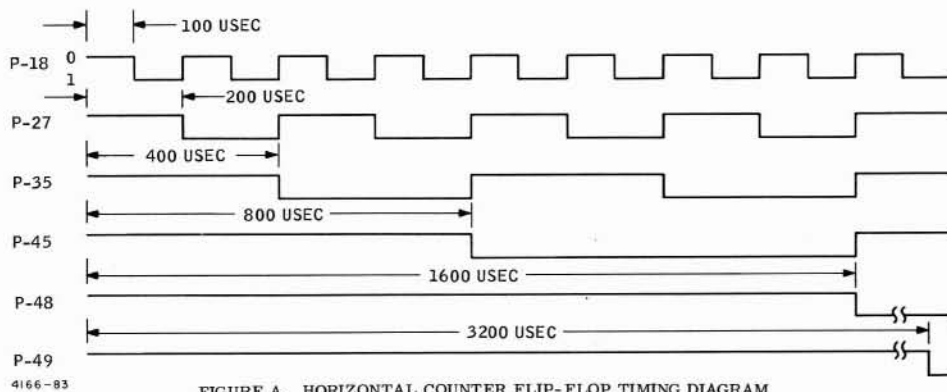 100 USEC
P-18 0
1
200 USEC
P-27
400 USEC
P-35
800 USEC
P-45
1600 USEC
P-48
3200 USEC
P-49
4166-83
FIGURE A HORIZONTAL COUNTER FLIP-FLOP TIMING DIAGRAM